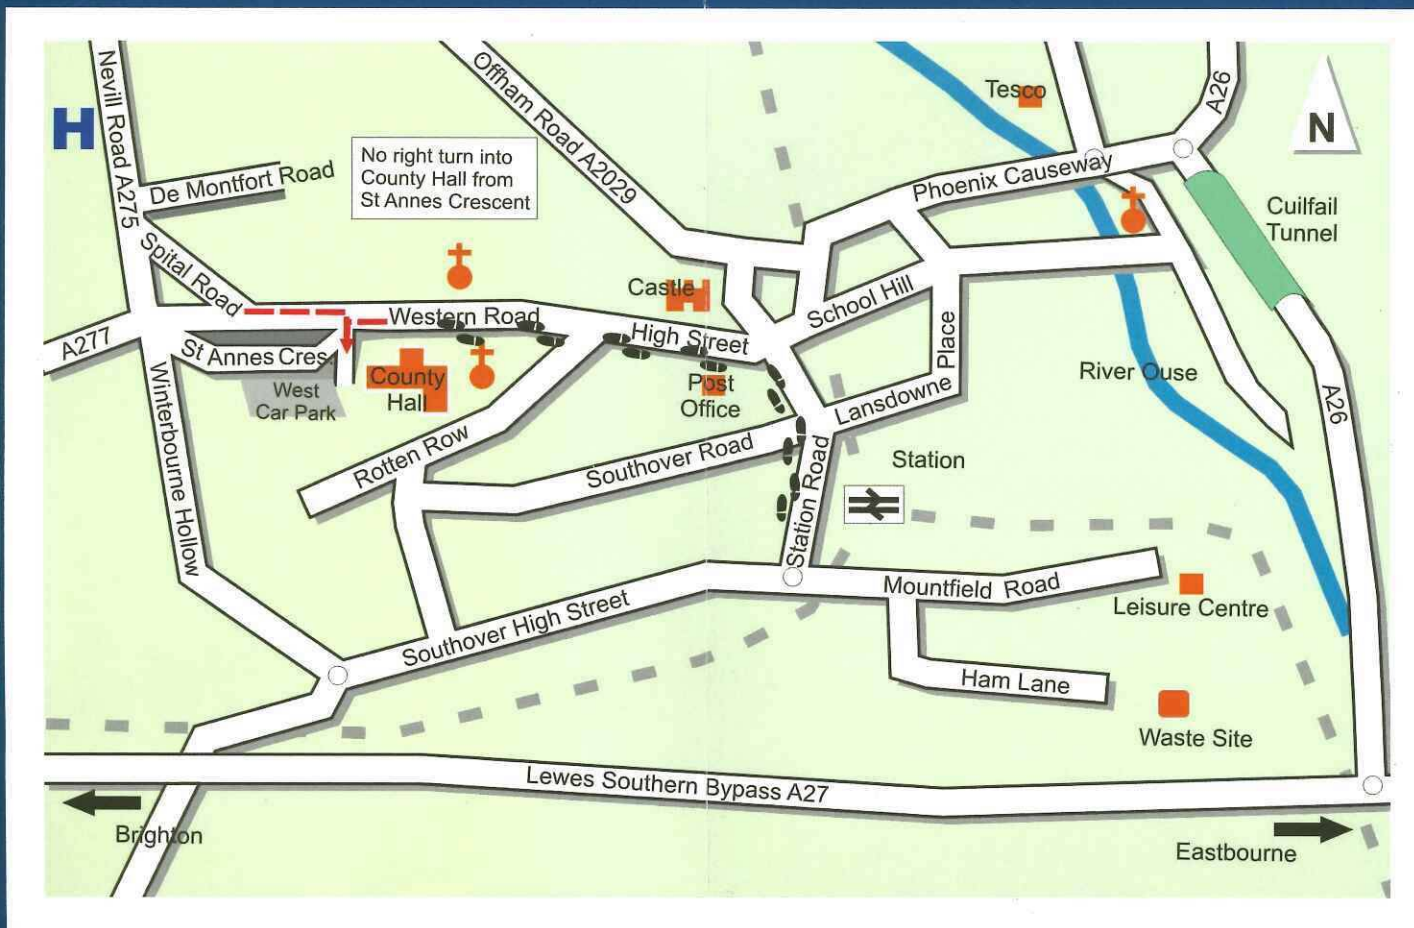 Nevill Road A275
H
De Montfort Road
No right turn into
County Hall from
St Annes Crescent
Offham Road A2029
Tesco
A26
N
Phoenix Causeway
Cuilfail
Tunnel
Spital Road
Castle
School Hill
Western Road
High Street
A277
St Annes Cres.
West
Car Park
County
Hall
Post
Office
Place
Lansdowne
River Ouse
A26
Winterbourne Hollow
Rotten Row
Southover Road
Station Road
Station
Mountfield Road
Leisure Centre
Southover High Street
Ham Lane
Waste Site
Lewes Southern Bypass A27
Brighton
Eastbourne